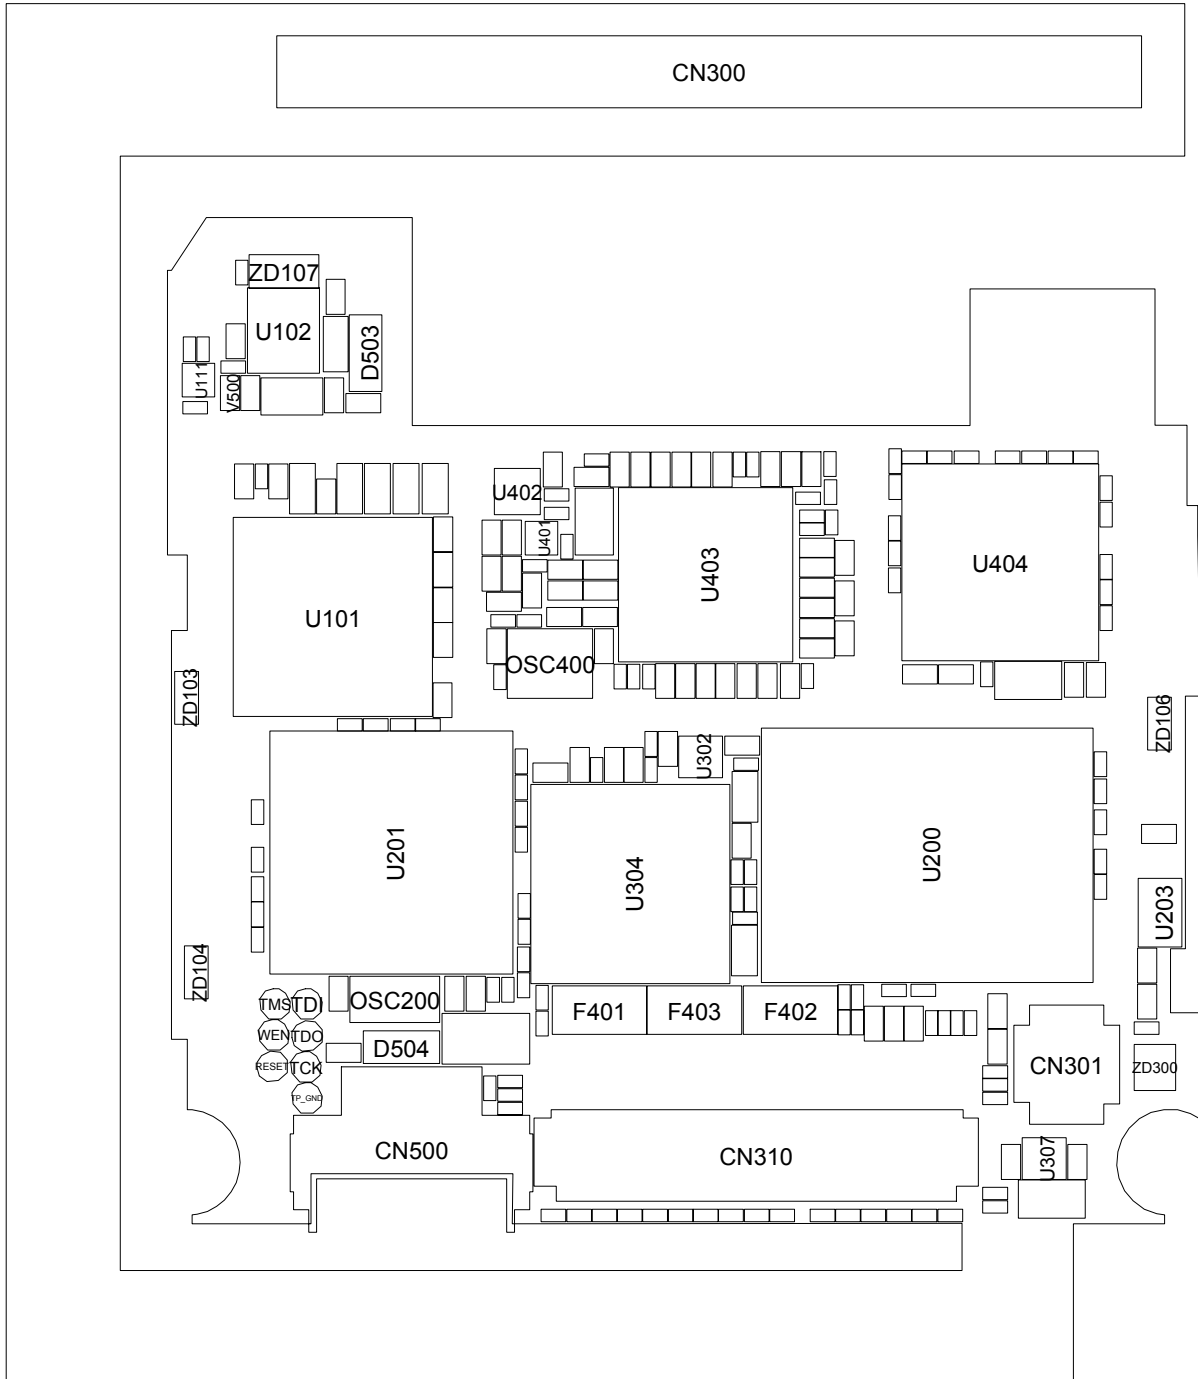 CN300
ZD107
U102
D503
U111
V500
U402
U401
U403
U404
U101
OSC400
ZD103
ZD106
U302
U201
U304
U200
U203
ZD104
OSC200
TMS
TDI
F401
F403
F402
WEN
TDO
D504
RESET
TCK
CN301
ZD300
TP_GND
CN500
CN310
U307